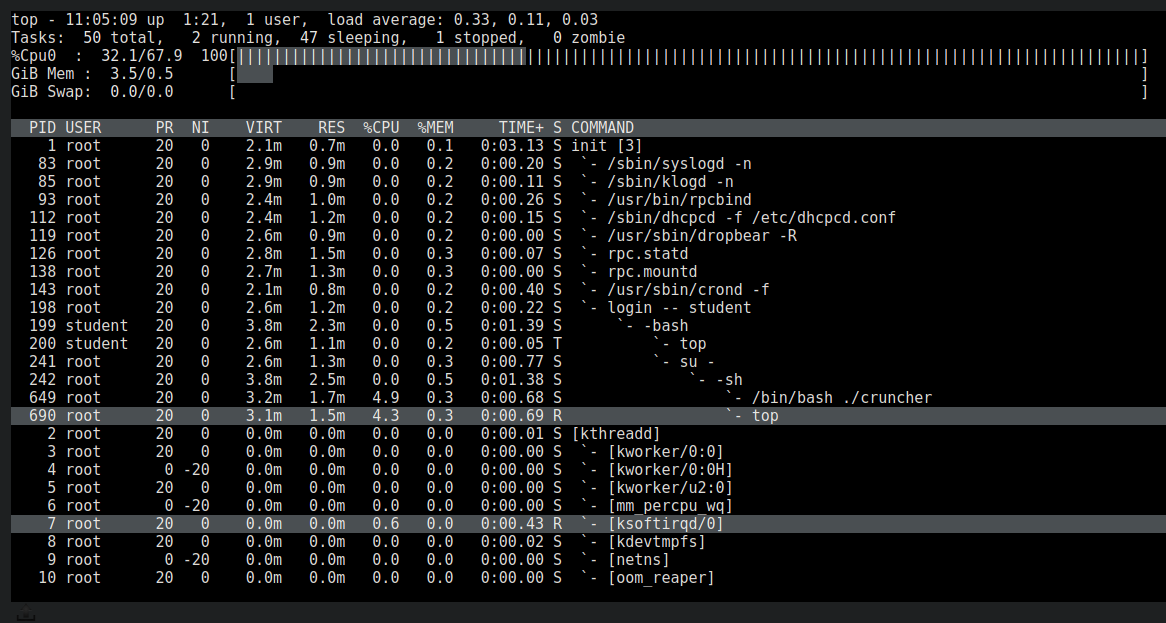 top - 11:05:09 up  1:21,  1 user,  load average: 0.33, 0.11, 0.03
Tasks:  50 total,   2 running,  47 sleeping,   1 stopped,   0 zombie
%Cpu0  :  32.1/67.9  100[||||||||||||||||||||||||||||||||||||||||||||||||||||||||||||||||||||||||||||||||||||||||||||||||||||]
GiB Mem :  3.5/0.5      [                                                                                                    ]
GiB Swap:  0.0/0.0      [                                                                                                    ]
  PID USER      PR  NI    VIRT    RES  %CPU  %MEM     TIME+ S COMMAND
    1 root      20   0    2.1m   0.7m   0.0   0.1   0:03.13 S init [3]
   83 root      20   0    2.9m   0.9m   0.0   0.2   0:00.20 S  `- /sbin/syslogd -n
   85 root      20   0    2.9m   0.9m   0.0   0.2   0:00.11 S  `- /sbin/klogd -n
   93 root      20   0    2.4m   1.0m   0.0   0.2   0:00.26 S  `- /usr/bin/rpcbind
  112 root      20   0    2.4m   1.2m   0.0   0.2   0:00.15 S  `- /sbin/dhcpcd -f /etc/dhcpcd.conf
  119 root      20   0    2.6m   0.9m   0.0   0.2   0:00.00 S  `- /usr/sbin/dropbear -R
  126 root      20   0    2.8m   1.5m   0.0   0.3   0:00.07 S  `- rpc.statd
  138 root      20   0    2.7m   1.3m   0.0   0.3   0:00.00 S  `- rpc.mountd
  143 root      20   0    2.1m   0.8m   0.0   0.2   0:00.40 S  `- /usr/sbin/crond -f
  198 root      20   0    2.6m   1.2m   0.0   0.2   0:00.22 S  `- login -- student
  199 student   20   0    3.8m   2.3m   0.0   0.5   0:01.39 S      `- -bash
  200 student   20   0    2.6m   1.1m   0.0   0.2   0:00.05 T          `- top
  241 root      20   0    2.6m   1.3m   0.0   0.3   0:00.77 S          `- su -
  242 root      20   0    3.8m   2.5m   0.0   0.5   0:01.38 S              `- -sh
  649 root      20   0    3.2m   1.7m   4.9   0.3   0:00.68 S                  `- /bin/bash ./cruncher
  690 root      20   0    3.1m   1.5m   4.3   0.3   0:00.69 R                  `- top
    2 root      20   0    0.0m   0.0m   0.0   0.0   0:00.01 S [kthreadd]
    3 root      20   0    0.0m   0.0m   0.0   0.0   0:00.00 S  `- [kworker/0:0]
    4 root       0 -20    0.0m   0.0m   0.0   0.0   0:00.00 S  `- [kworker/0:0H]
    5 root      20   0    0.0m   0.0m   0.0   0.0   0:00.00 S  `- [kworker/u2:0]
    6 root       0 -20    0.0m   0.0m   0.0   0.0   0:00.00 S  `- [mm_percpu_wq]
    7 root      20   0    0.0m   0.0m   0.6   0.0   0:00.43 R  `- [ksoftirqd/0]
    8 root      20   0    0.0m   0.0m   0.0   0.0   0:00.02 S  `- [kdevtmpfs]
    9 root       0 -20    0.0m   0.0m   0.0   0.0   0:00.00 S  `- [netns]
   10 root      20   0    0.0m   0.0m   0.0   0.0   0:00.00 S  `- [oom_reaper]